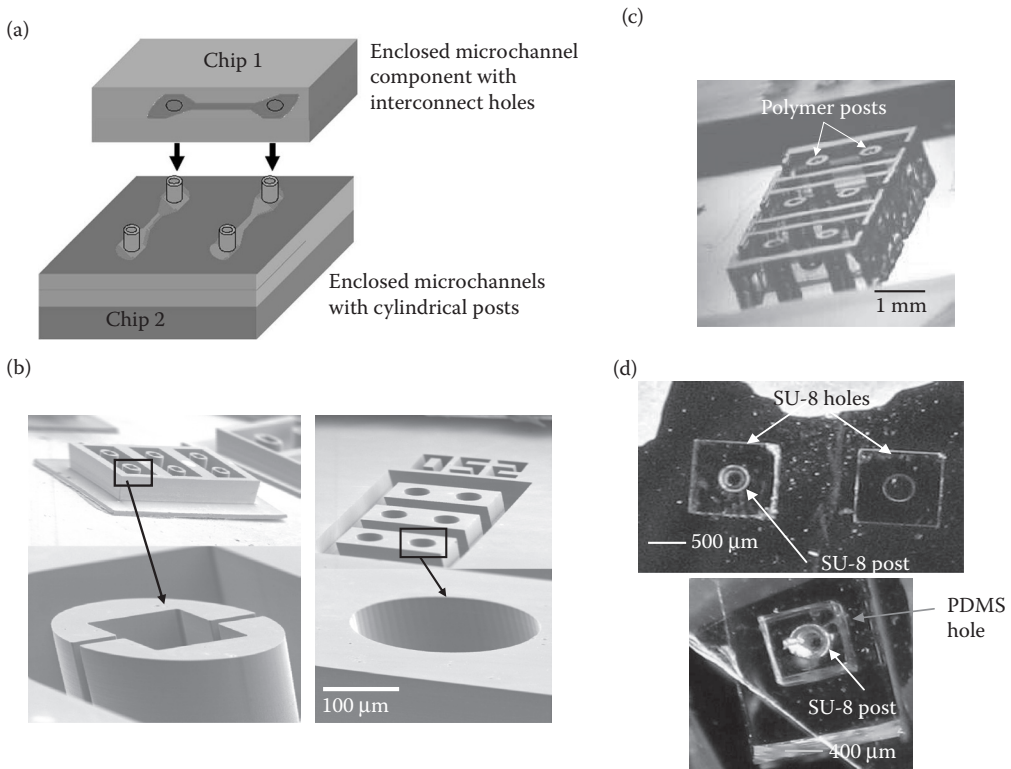 (a)
Chip 1
Enclosed microchannel
component with
interconnect holes
Enclosed microchannels
with cylindrical posts
Chip 2
(b)
250
100 μm
(c)
Polymer posts
1 mm
(d)
SU-8 holes
500 μm
SU-8 post
PDMS
hole
SU-8 post
400 μm